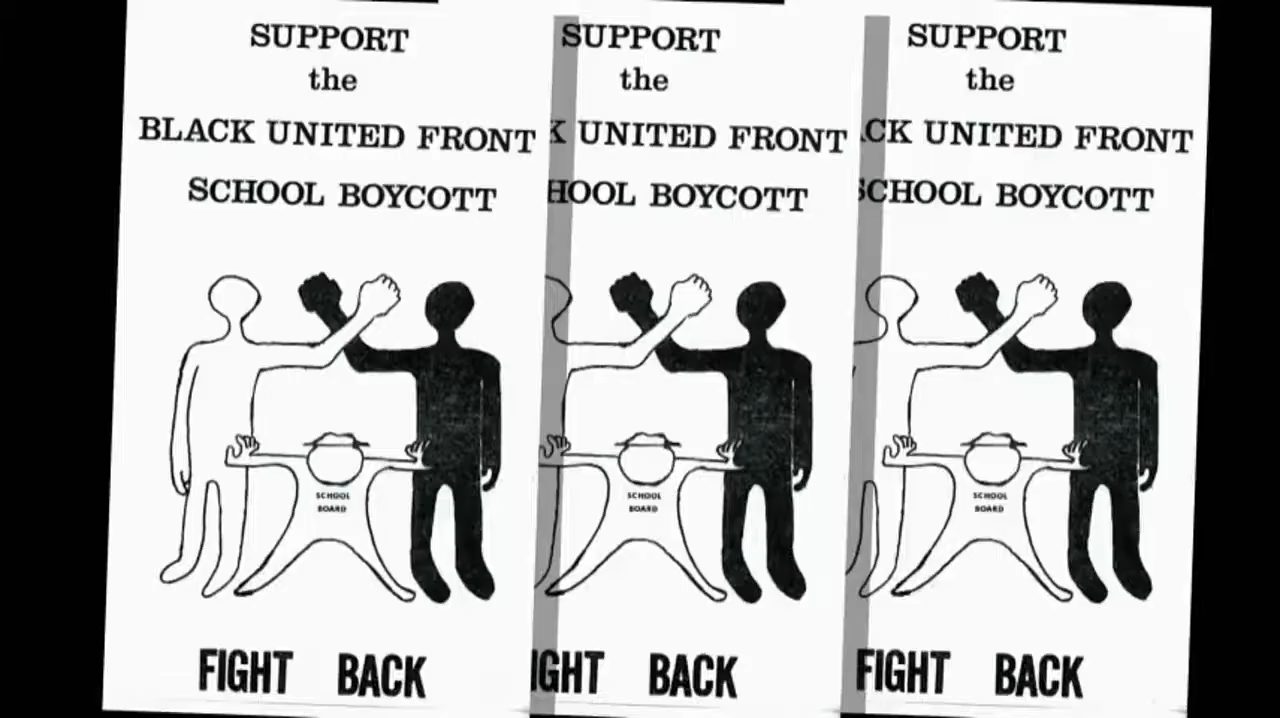 SUPPORT
the
BLACK UNITED FRONT
SCHOOL BOYCOTT
SCHOOL
BOARD
FIGHT BACK
SUPPORT
the
K UNITED FRONT
HOOL BOYCOTT
SCHOOL
BOARD
IGHT BACK
SUPPORT
the
CK UNITED FRONT
SCHOOL BOYCOTT
SCHOOL
BOARD
FIGHT BACK